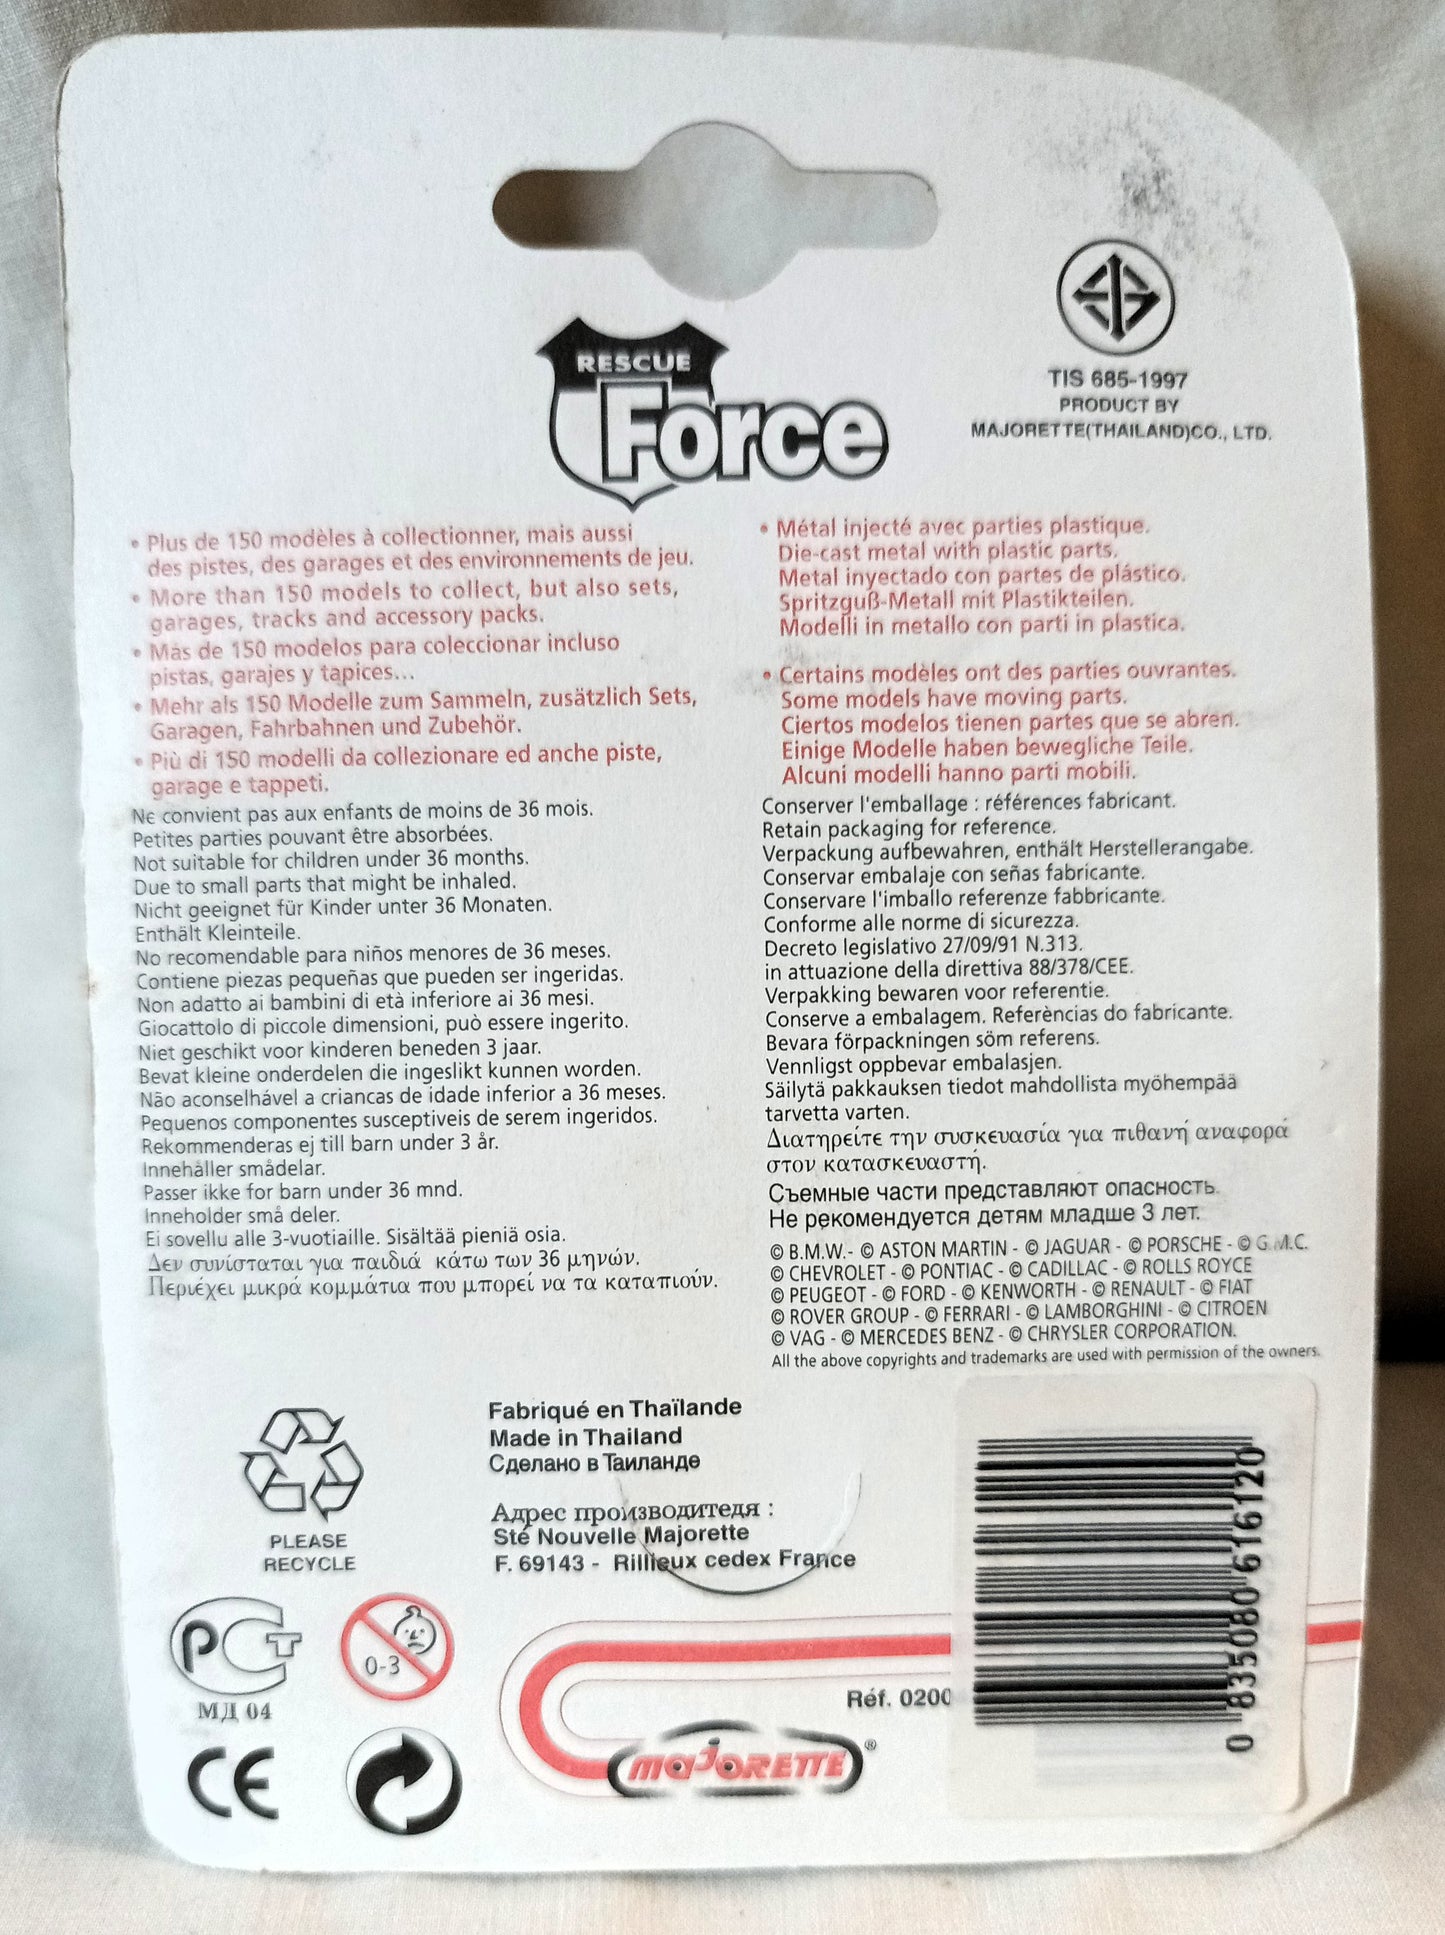 RESCUE
Force
TIS 685-1997
PRODUCT BY
MAJORETTE(THAILAND)CO., LTD.
• Plus de 150 modèles à collectionner, mais aussi
des pistes, des garages et des environnements de jeu.
• More than 150 models to collect, but also sets,
garages, tracks and accessory packs.
• Más de 150 modelos para coleccionar incluso
pistas, garajes y tapices...
• Mehr als 150 Modelle zum Sammeln, zusätzlich Sets,
Garagen, Fahrbahnen und Zubehör.
• Più di 150 modelli da collezionare ed anche piste,
garage e tappeti.
Ne convient pas aux enfants de moins de 36 mois.
Petites parties pouvant être absorbées.
Not suitable for children under 36 months.
Due to small parts that might be inhaled.
Nicht geeignet für Kinder unter 36 Monaten.
Enthält Kleinteile.
No recomendable para niños menores de 36 meses.
Contiene piezas pequeñas que pueden ser ingeridas.
Non adatto ai bambini di età inferiore ai 36 mesi.
Giocattolo di piccole dimensioni, può essere ingerito.
Niet geschikt voor kinderen beneden 3 jaar.
Bevat kleine onderdelen die ingeslikt kunnen worden.
Não aconselhável a criancas de idade inferior a 36 meses.
Pequenos componentes susceptiveis de serem ingeridos.
Rekommenderas ej till barn under 3 år.
Innehåller smådelar.
Passer ikke for barn under 36 mnd.
Inneholder små deler.
Ei sovellu alle 3-vuotiaille. Sisältää pieniä osia.
Δεν συνίσταται για παιδιά κάτω των 36 μηνών.
Περιέχει μικρά κομμάτια που μπορεί να τα καταπιούν.
• Métal injecté avec parties plastique.
Die-cast metal with plastic parts.
Metal inyectado con partes de plástico.
Spritzguß-Metall mit Plastikteilen.
Modelli in metallo con parti in plastica.
• Certains modèles ont des parties ouvrantes.
Some models have moving parts.
Ciertos modelos tienen partes que se abren.
Einige Modelle haben bewegliche Teile.
Alcuni modelli hanno parti mobili.
Conserver l'emballage : références fabricant.
Retain packaging for reference.
Verpackung aufbewahren, enthält Herstellerangabe.
Conservar embalaje con señas fabricante.
Conservare l'imballo referenze fabbricante.
Conforme alle norme di sicurezza.
Decreto legislativo 27/09/91 N.313.
in attuazione della direttiva 88/378/CEE.
Verpakking bewaren voor referentie.
Conserve a embalagem. Referências do fabricante.
Bevara förpackningen söm referens.
Vennligst oppbevar embalasjen.
Säilytä pakkauksen tiedot mahdollista myöhempää
tarvetta varten.
Διατηρείτε την συσκευασία για πιθανή αναφορά
στον κατασκευαστή.
Съемные части представляют опасность.
Не рекомендуется детям младше 3 лет.
© B.M.W.- © ASTON MARTIN - © JAGUAR - © PORSCHE - © G.M.C.
© CHEVROLET - © PONTIAC - © CADILLAC - © ROLLS ROYCE
© PEUGEOT - © FORD - © KENWORTH - © RENAULT - © FIAT
© ROVER GROUP - © FERRARI - © LAMBORGHINI - © CITROEN
© VAG - © MERCEDES BENZ - © CHRYSLER CORPORATION.
All the above copyrights and trademarks are used with permission of the owners.
PLEASE
RECYCLE
Fabriqué en Thaïlande
Made in Thailand
Сделано в Таиланде
Адрес производитедя :
Sté Nouvelle Majorette
F. 69143 - Rillieux cedex France
РСТ
МД 04
0-3
CE
Réf. 0200
MAJORETTE ®
0 835080 616120